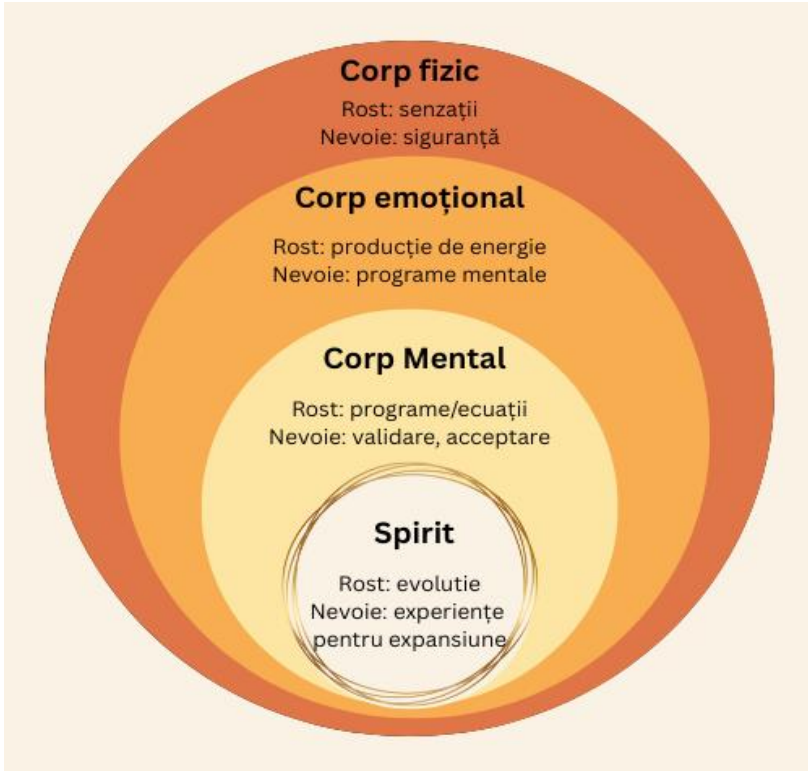 Corp fizic
Rost: senzații
Nevoie: siguranță
Corp emoțional
Rost: producție de energie
Nevoie: programe mentale
Corp Mental
Rost: programe/ecuații
Nevoie: validare, acceptare
Spirit
Rost: evolutie
Nevoie: experiențe
pentru expansiune